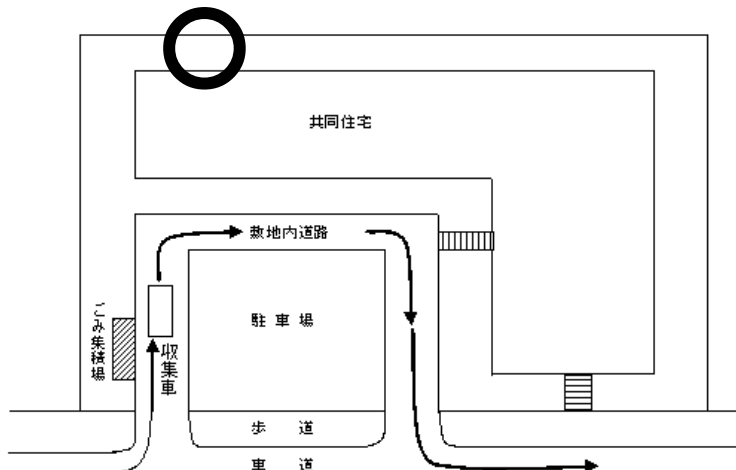 共同住宅
敷地内道路
ごみ集積場
収集車
駐車場
歩道
車道